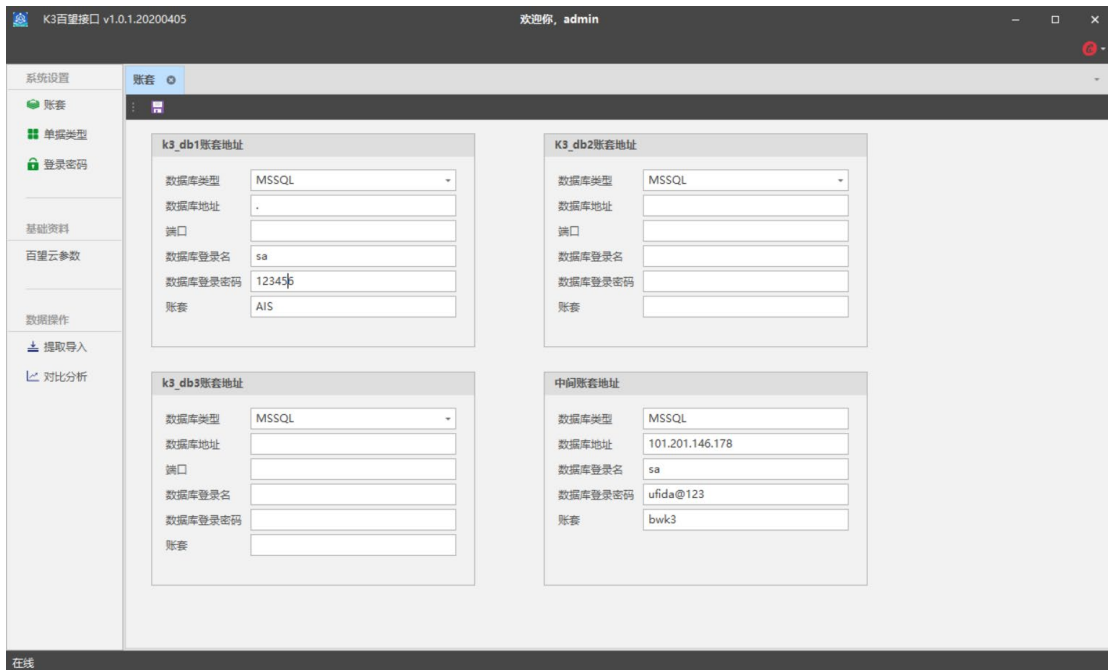 K3百望接口 v1.0.1.20200405
欢迎你，admin
系统设置
账套
单据类型
登录密码
基础资料
百望云参数
数据操作
提取导入
对比分析
账套
k3_db1账套地址
数据库类型 MSSQL
数据库地址 .
端口
数据库登录名 sa
数据库登录密码 123456
账套 AIS
K3_db2账套地址
数据库类型 MSSQL
数据库地址
端口
数据库登录名
数据库登录密码
账套
k3_db3账套地址
数据库类型 MSSQL
数据库地址
端口
数据库登录名
数据库登录密码
账套
中间账套地址
数据库类型 MSSQL
数据库地址 101.201.146.178
数据库登录名 sa
数据库登录密码 ufida@123
账套 bwk3
在线